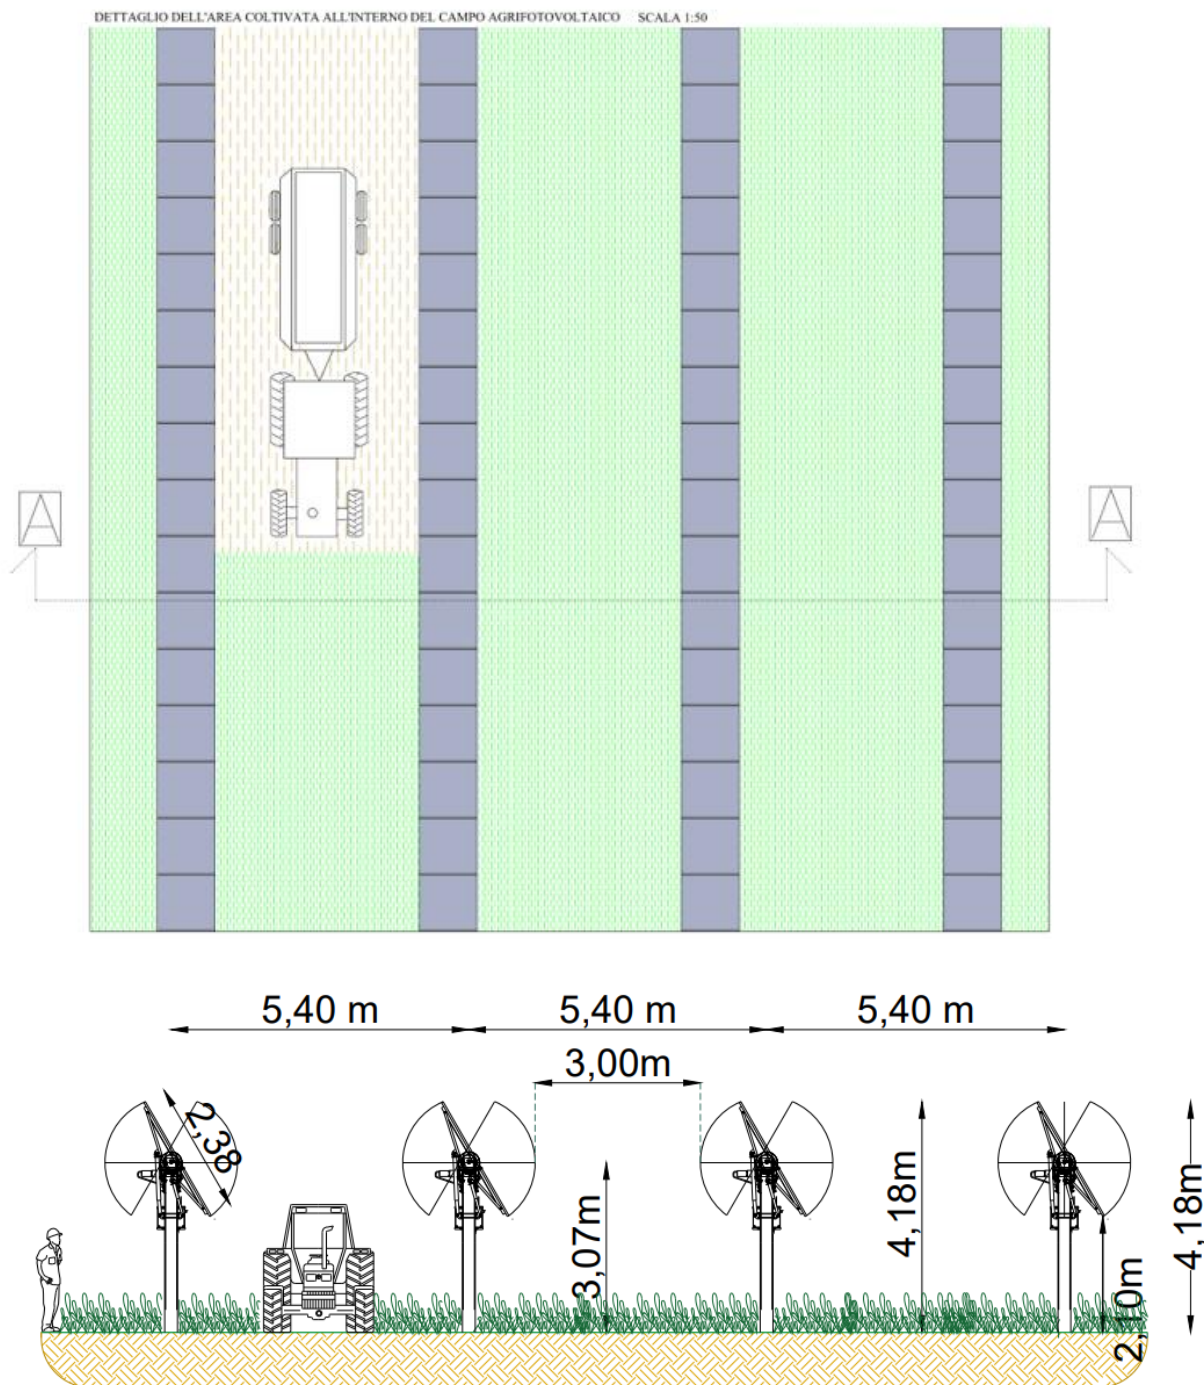 DETTAGLIO DELL'AREA COLTIVATA ALL'INTERNO DEL CAMPO AGRIFOTOVOLTAICO SCALA 1:50
A
A
5,40 m
5,40 m
5,40 m
3,00m
2,38
3,07m
4,18m
2,10m
4,18m